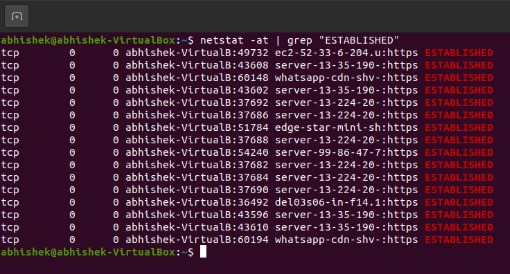 abhishek@abhishek-VirtualBox:~$ netstat -at | grep "ESTABLISHED"
tcp 0 0 abhishek-VirtualB:49732 ec2-52-33-6-204.u:https ESTABLISHED
tcp 0 0 abhishek-VirtualB:43608 server-13-35-190-:https ESTABLISHED
tcp 0 0 abhishek-VirtualB:60148 whatsapp-cdn-shv-:https ESTABLISHED
tcp 0 0 abhishek-VirtualB:43602 server-13-35-190-:https ESTABLISHED
tcp 0 0 abhishek-VirtualB:37692 server-13-224-20-:https ESTABLISHED
tcp 0 0 abhishek-VirtualB:37686 server-13-224-20-:https ESTABLISHED
tcp 0 0 abhishek-VirtualB:51784 edge-star-mini-sh:https ESTABLISHED
tcp 0 0 abhishek-VirtualB:37688 server-13-224-20-:https ESTABLISHED
tcp 0 0 abhishek-VirtualB:54240 server-99-86-47-7:https ESTABLISHED
tcp 0 0 abhishek-VirtualB:37682 server-13-224-20-:https ESTABLISHED
tcp 0 0 abhishek-VirtualB:37684 server-13-224-20-:https ESTABLISHED
tcp 0 0 abhishek-VirtualB:37690 server-13-224-20-:https ESTABLISHED
tcp 0 0 abhishek-VirtualB:36492 del03s06-in-f14.1:https ESTABLISHED
tcp 0 0 abhishek-VirtualB:43596 server-13-35-190-:https ESTABLISHED
tcp 0 0 abhishek-VirtualB:43610 server-13-35-190-:https ESTABLISHED
tcp 0 0 abhishek-VirtualB:60194 whatsapp-cdn-shv-:https ESTABLISHED
abhishek@abhishek-VirtualBox:~$